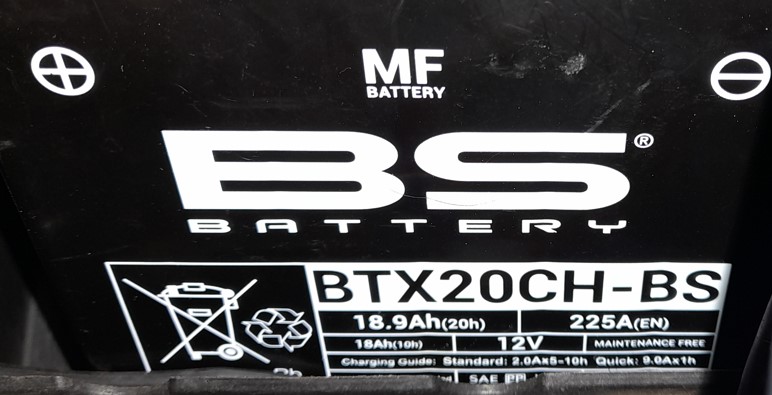 MF
BATTERY
BS®
BATTERY
BTX20CH-BS
18.9Ah(20h) 225A(EN)
18Ah(10h) 12V MAINTENANCE FREE
Charging Guide: Standard: 2.0Ax5-10h Quick: 9.0Ax1h
Pb SAE